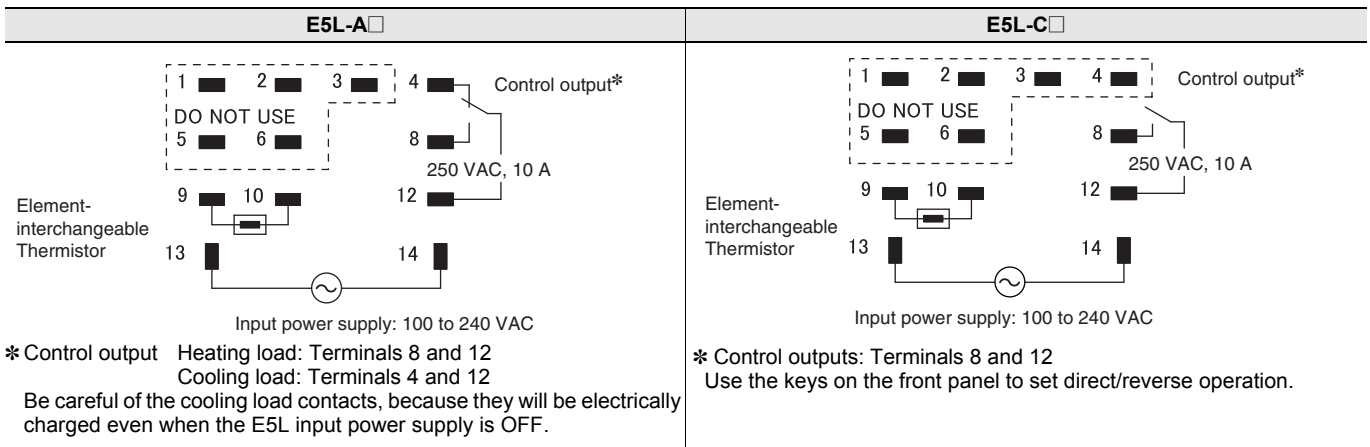 E5L-A□
1 2 3 4 Control output*
DO NOT USE
5 6 8
250 VAC, 10 A
9 10 12
Element-
interchangeable
Thermistor
13 14
Input power supply: 100 to 240 VAC
* Control output Heating load: Terminals 8 and 12
Cooling load: Terminals 4 and 12
Be careful of the cooling load contacts, because they will be electrically
charged even when the E5L input power supply is OFF.
E5L-C□
1 2 3 4 Control output*
DO NOT USE
5 6 8
250 VAC, 10 A
9 10 12
Element-
interchangeable
Thermistor
13 14
Input power supply: 100 to 240 VAC
* Control outputs: Terminals 8 and 12
Use the keys on the front panel to set direct/reverse operation.